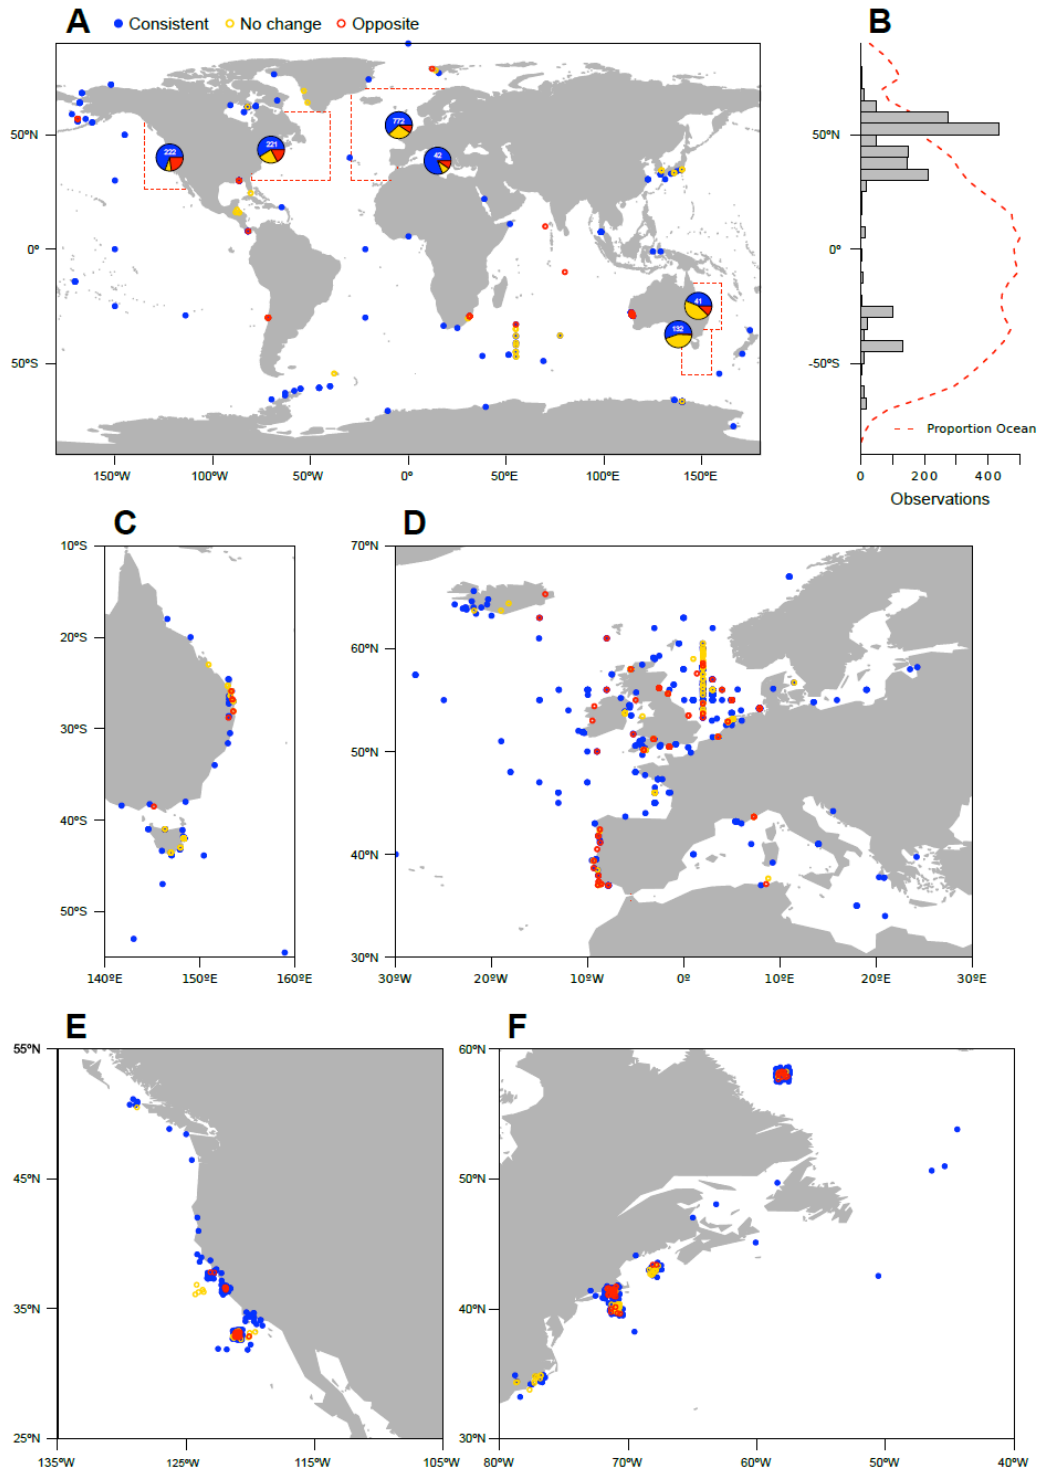 A
Consistent
No change
Opposite
B
50ºN
0º
50ºS
772
221
222
42
41
132
150ºW
100ºW
50ºW
0º
50ºE
100ºE
150ºE
50ºN
0º
-50ºS
Proportion Ocean
0
200
400
Observations
C
10ºS
20ºS
30ºS
40ºS
50ºS
140ºE
150ºE
160ºE
D
70ºN
60ºN
50ºN
40ºN
30ºN
30ºW
20ºW
10ºW
0º
10ºE
20ºE
30ºE
E
55ºN
45ºN
35ºN
25ºN
135ºW
125ºW
115ºW
105ºW
F
60ºN
50ºN
40ºN
30ºN
80ºW
70ºW
60ºW
50ºW
40ºW